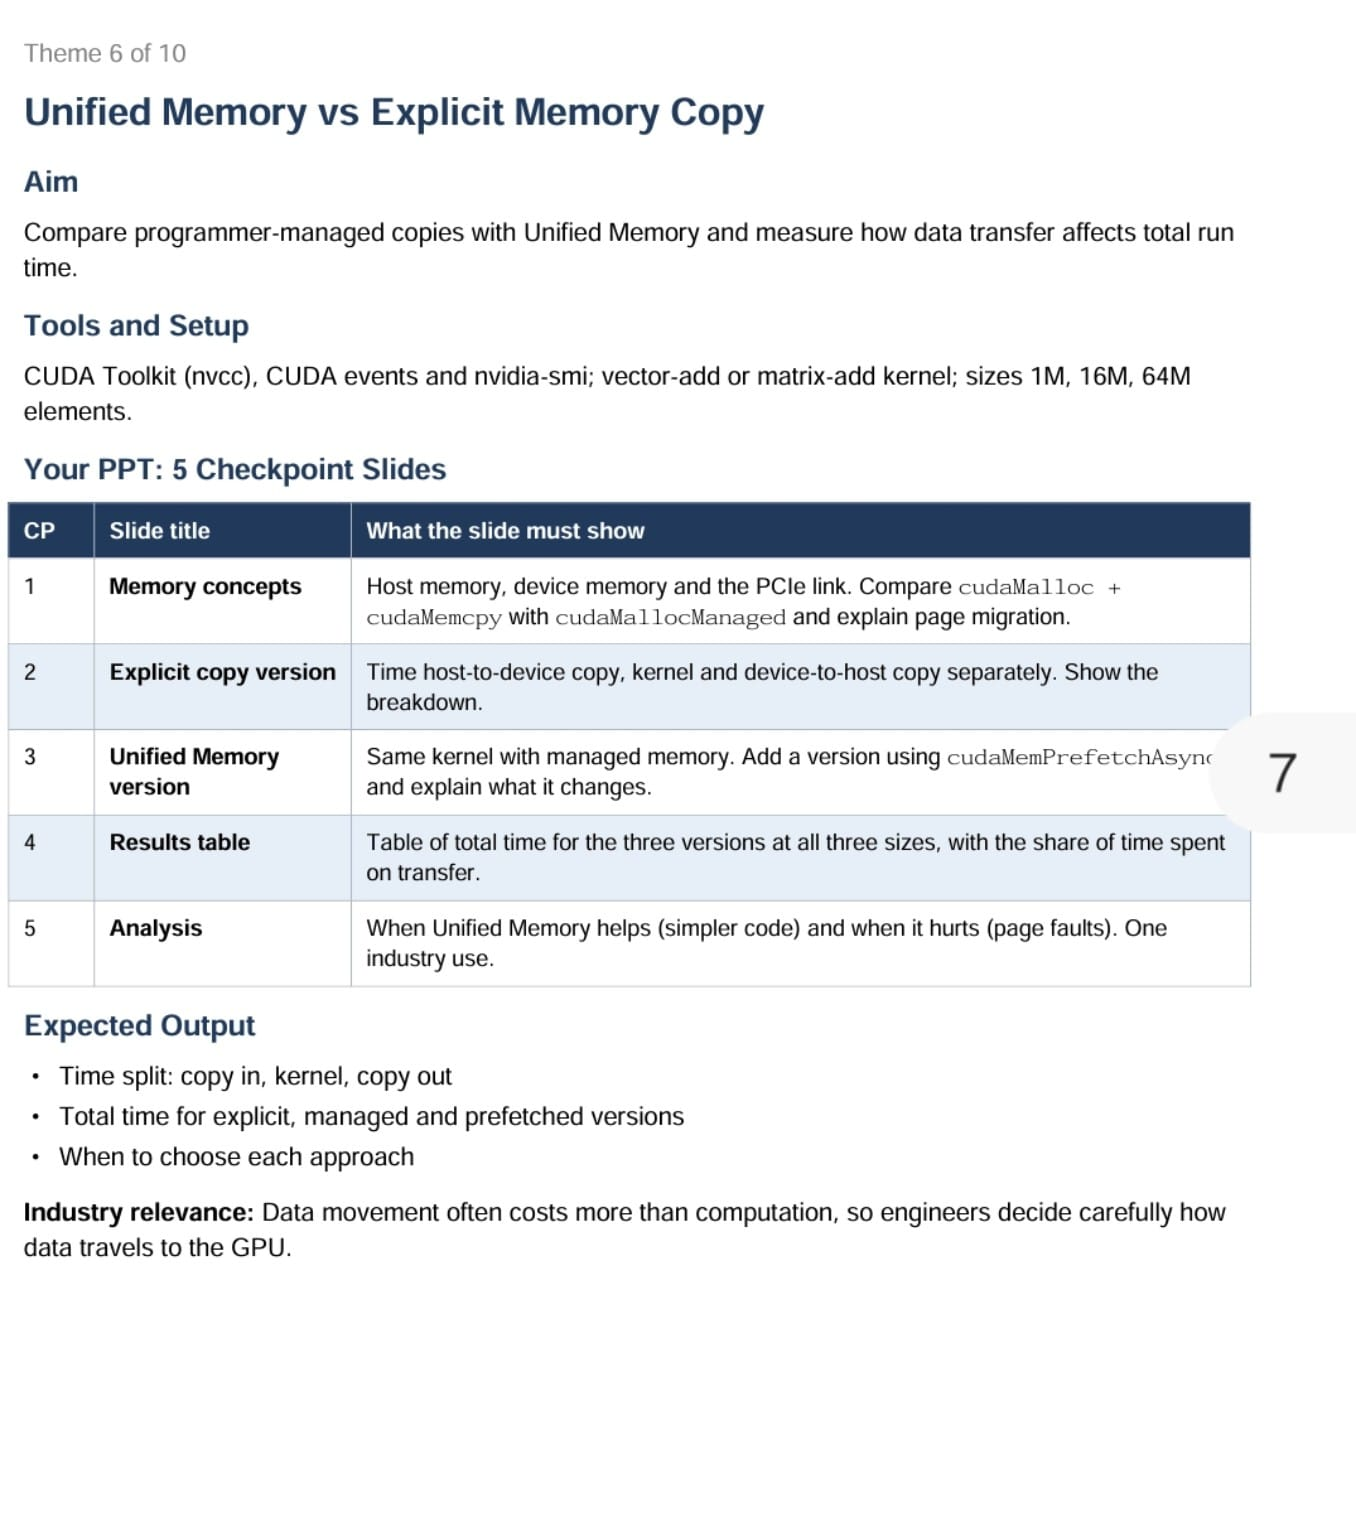 Theme 6 of 10
Unified Memory vs Explicit Memory Copy
Aim
Compare programmer-managed copies with Unified Memory and measure how data transfer affects total run
time.
Tools and Setup
CUDA Toolkit (nvcc), CUDA events and nvidia-smi; vector-add or matrix-add kernel; sizes 1M, 16M, 64M
elements.
Your PPT: 5 Checkpoint Slides
CP Slide title What the slide must show
1 Memory concepts Host memory, device memory and the PCIe link. Compare cudaMalloc +
cudaMemcpy with cudaMallocManaged and explain page migration.
2 Explicit copy version Time host-to-device copy, kernel and device-to-host copy separately. Show the
breakdown.
3 Unified Memory Same kernel with managed memory. Add a version using cudaMemPrefetchAsync
version and explain what it changes.
7
4 Results table Table of total time for the three versions at all three sizes, with the share of time spent
on transfer.
5 Analysis When Unified Memory helps (simpler code) and when it hurts (page faults). One
industry use.
Expected Output
• Time split: copy in, kernel, copy out
• Total time for explicit, managed and prefetched versions
• When to choose each approach
Industry relevance: Data movement often costs more than computation, so engineers decide carefully how
data travels to the GPU.